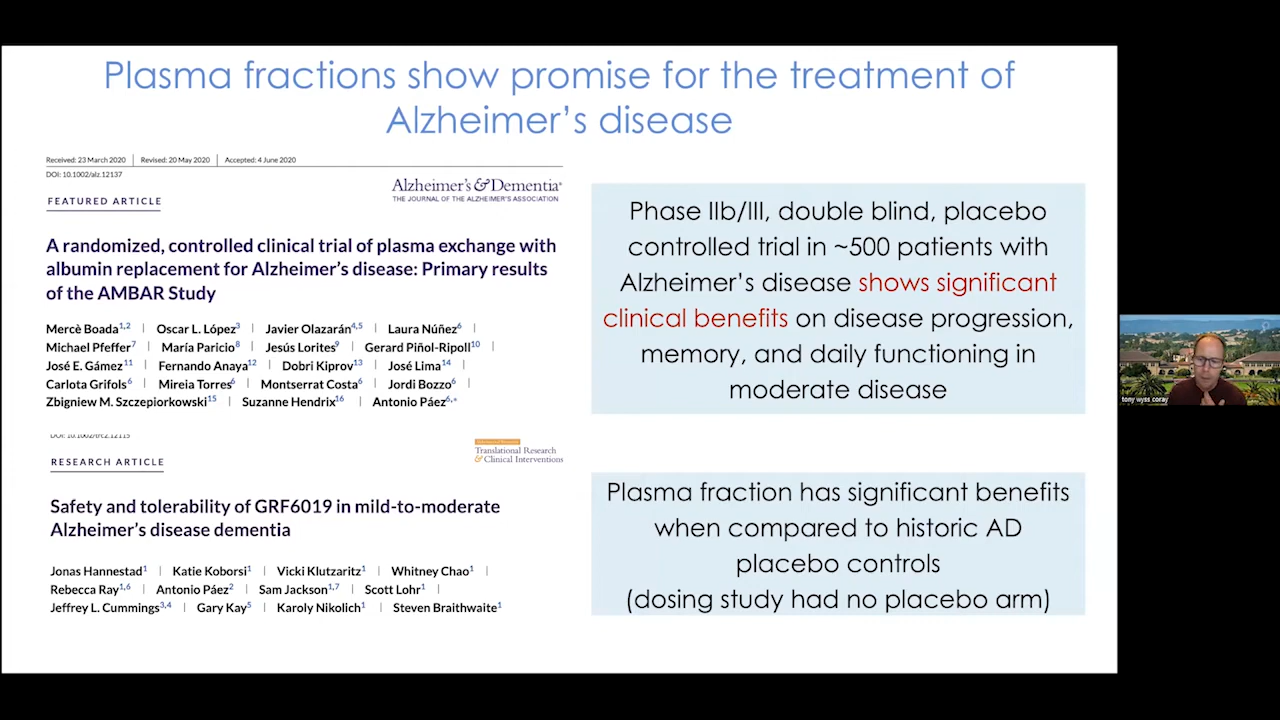 Plasma fractions show promise for the treatment of
Alzheimer's disease
Received: 23 March 2020 | Revised: 20 May 2020 | Accepted: 4 June 2020
DOI: 10.1002/alz.12137
FEATURED ARTICLE
Alzheimer's & Dementia®
THE JOURNAL OF THE ALZHEIMER'S ASSOCIATION
A randomized, controlled clinical trial of plasma exchange with
albumin replacement for Alzheimer's disease: Primary results
of the AMBAR Study
Mercè Boada1,2 | Oscar L. López3 | Javier Olazarán4,5 | Laura Núñez6 |
Michael Pfeffer7 | María Paricio8 | Jesús Lorites9 | Gerard Piñol-Ripoll10 |
José E. Gámez11 | Fernando Anaya12 | Dobri Kiprov13 | José Lima14 |
Carlota Grifols6 | Mireia Torres6 | Montserrat Costa6 | Jordi Bozzo6 |
Zbigniew M. Szczepiorkowski15 | Suzanne Hendrix16 | Antonio Páez6,*
Phase IIb/III, double blind, placebo
controlled trial in ~500 patients with
Alzheimer's disease shows significant
clinical benefits on disease progression,
memory, and daily functioning in
moderate disease
DOI: 10.1002/trc2.12115
RESEARCH ARTICLE
Translational Research
& Clinical Interventions
Safety and tolerability of GRF6019 in mild-to-moderate
Alzheimer's disease dementia
Jonas Hannestad1 | Katie Koborsi1 | Vicki Klutzaritz1 | Whitney Chao1 |
Rebecca Ray1,6 | Antonio Páez2 | Sam Jackson1,7 | Scott Lohr1 |
Jeffrey L. Cummings3,4 | Gary Kay5 | Karoly Nikolich1 | Steven Braithwaite1
Plasma fraction has significant benefits
when compared to historic AD
placebo controls
(dosing study had no placebo arm)
tony wyss coray